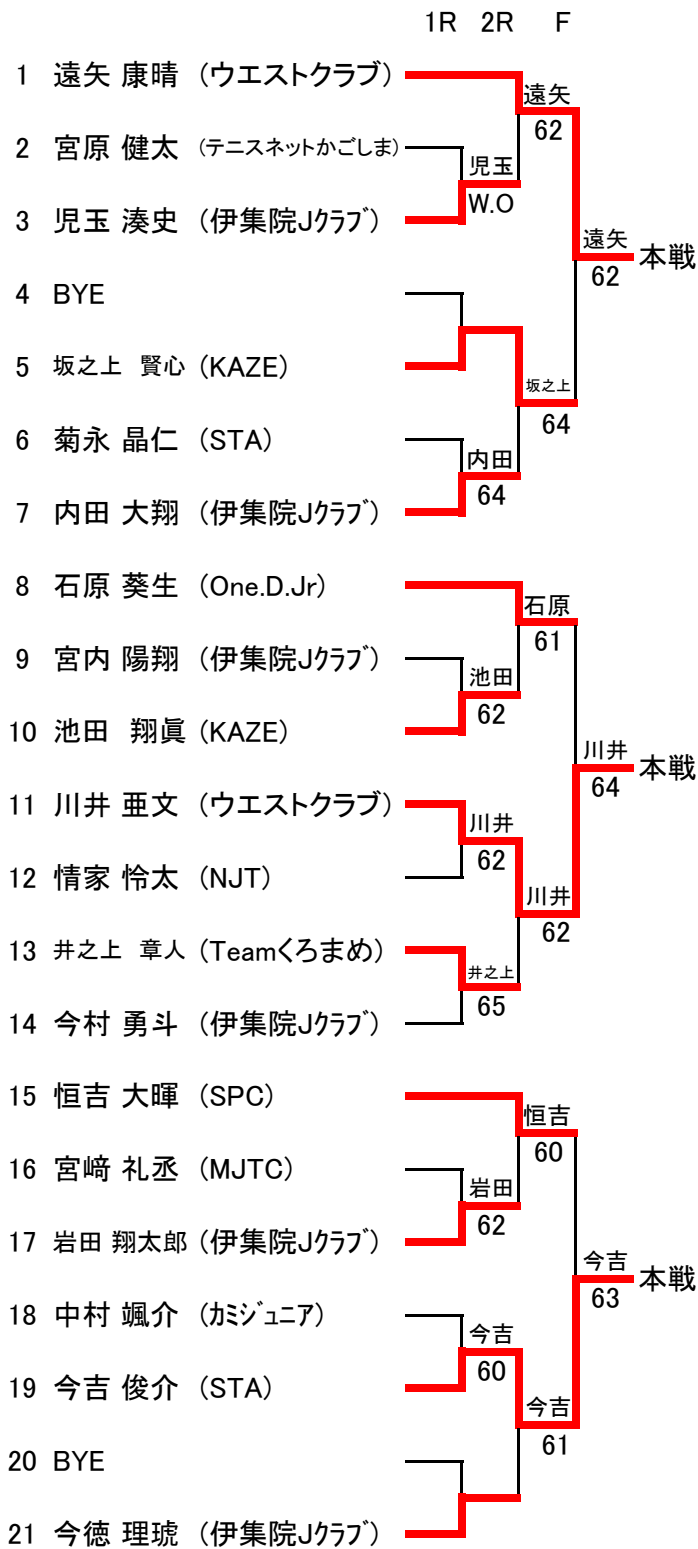 1R 2R F
1 遠矢 康晴 (ウエストクラブ)
遠矢
62
2 宮原 健太 (テニスネットかごしま)
児玉
W.O
3 児玉 湊史 (伊集院Jクラブ)
遠矢
62
本戦
4 BYE
5 坂之上 賢心 (KAZE)
坂之上
64
6 菊永 晶仁 (STA)
内田
64
7 内田 大翔 (伊集院Jクラブ)
8 石原 葵生 (One.D.Jr)
石原
61
9 宮内 陽翔 (伊集院Jクラブ)
池田
62
10 池田 翔眞 (KAZE)
川井
64
本戦
11 川井 亜文 (ウエストクラブ)
川井
62
12 情家 怜太 (NJT)
川井
62
13 井之上 章人 (Teamくろまめ)
井之上
65
14 今村 勇斗 (伊集院Jクラブ)
15 恒吉 大暉 (SPC)
恒吉
60
16 宮﨑 礼丞 (MJTC)
岩田
62
17 岩田 翔太郎 (伊集院Jクラブ)
今吉
63
本戦
18 中村 颯介 (カミジュニア)
今吉
60
19 今吉 俊介 (STA)
今吉
61
20 BYE
21 今徳 理琥 (伊集院Jクラブ)